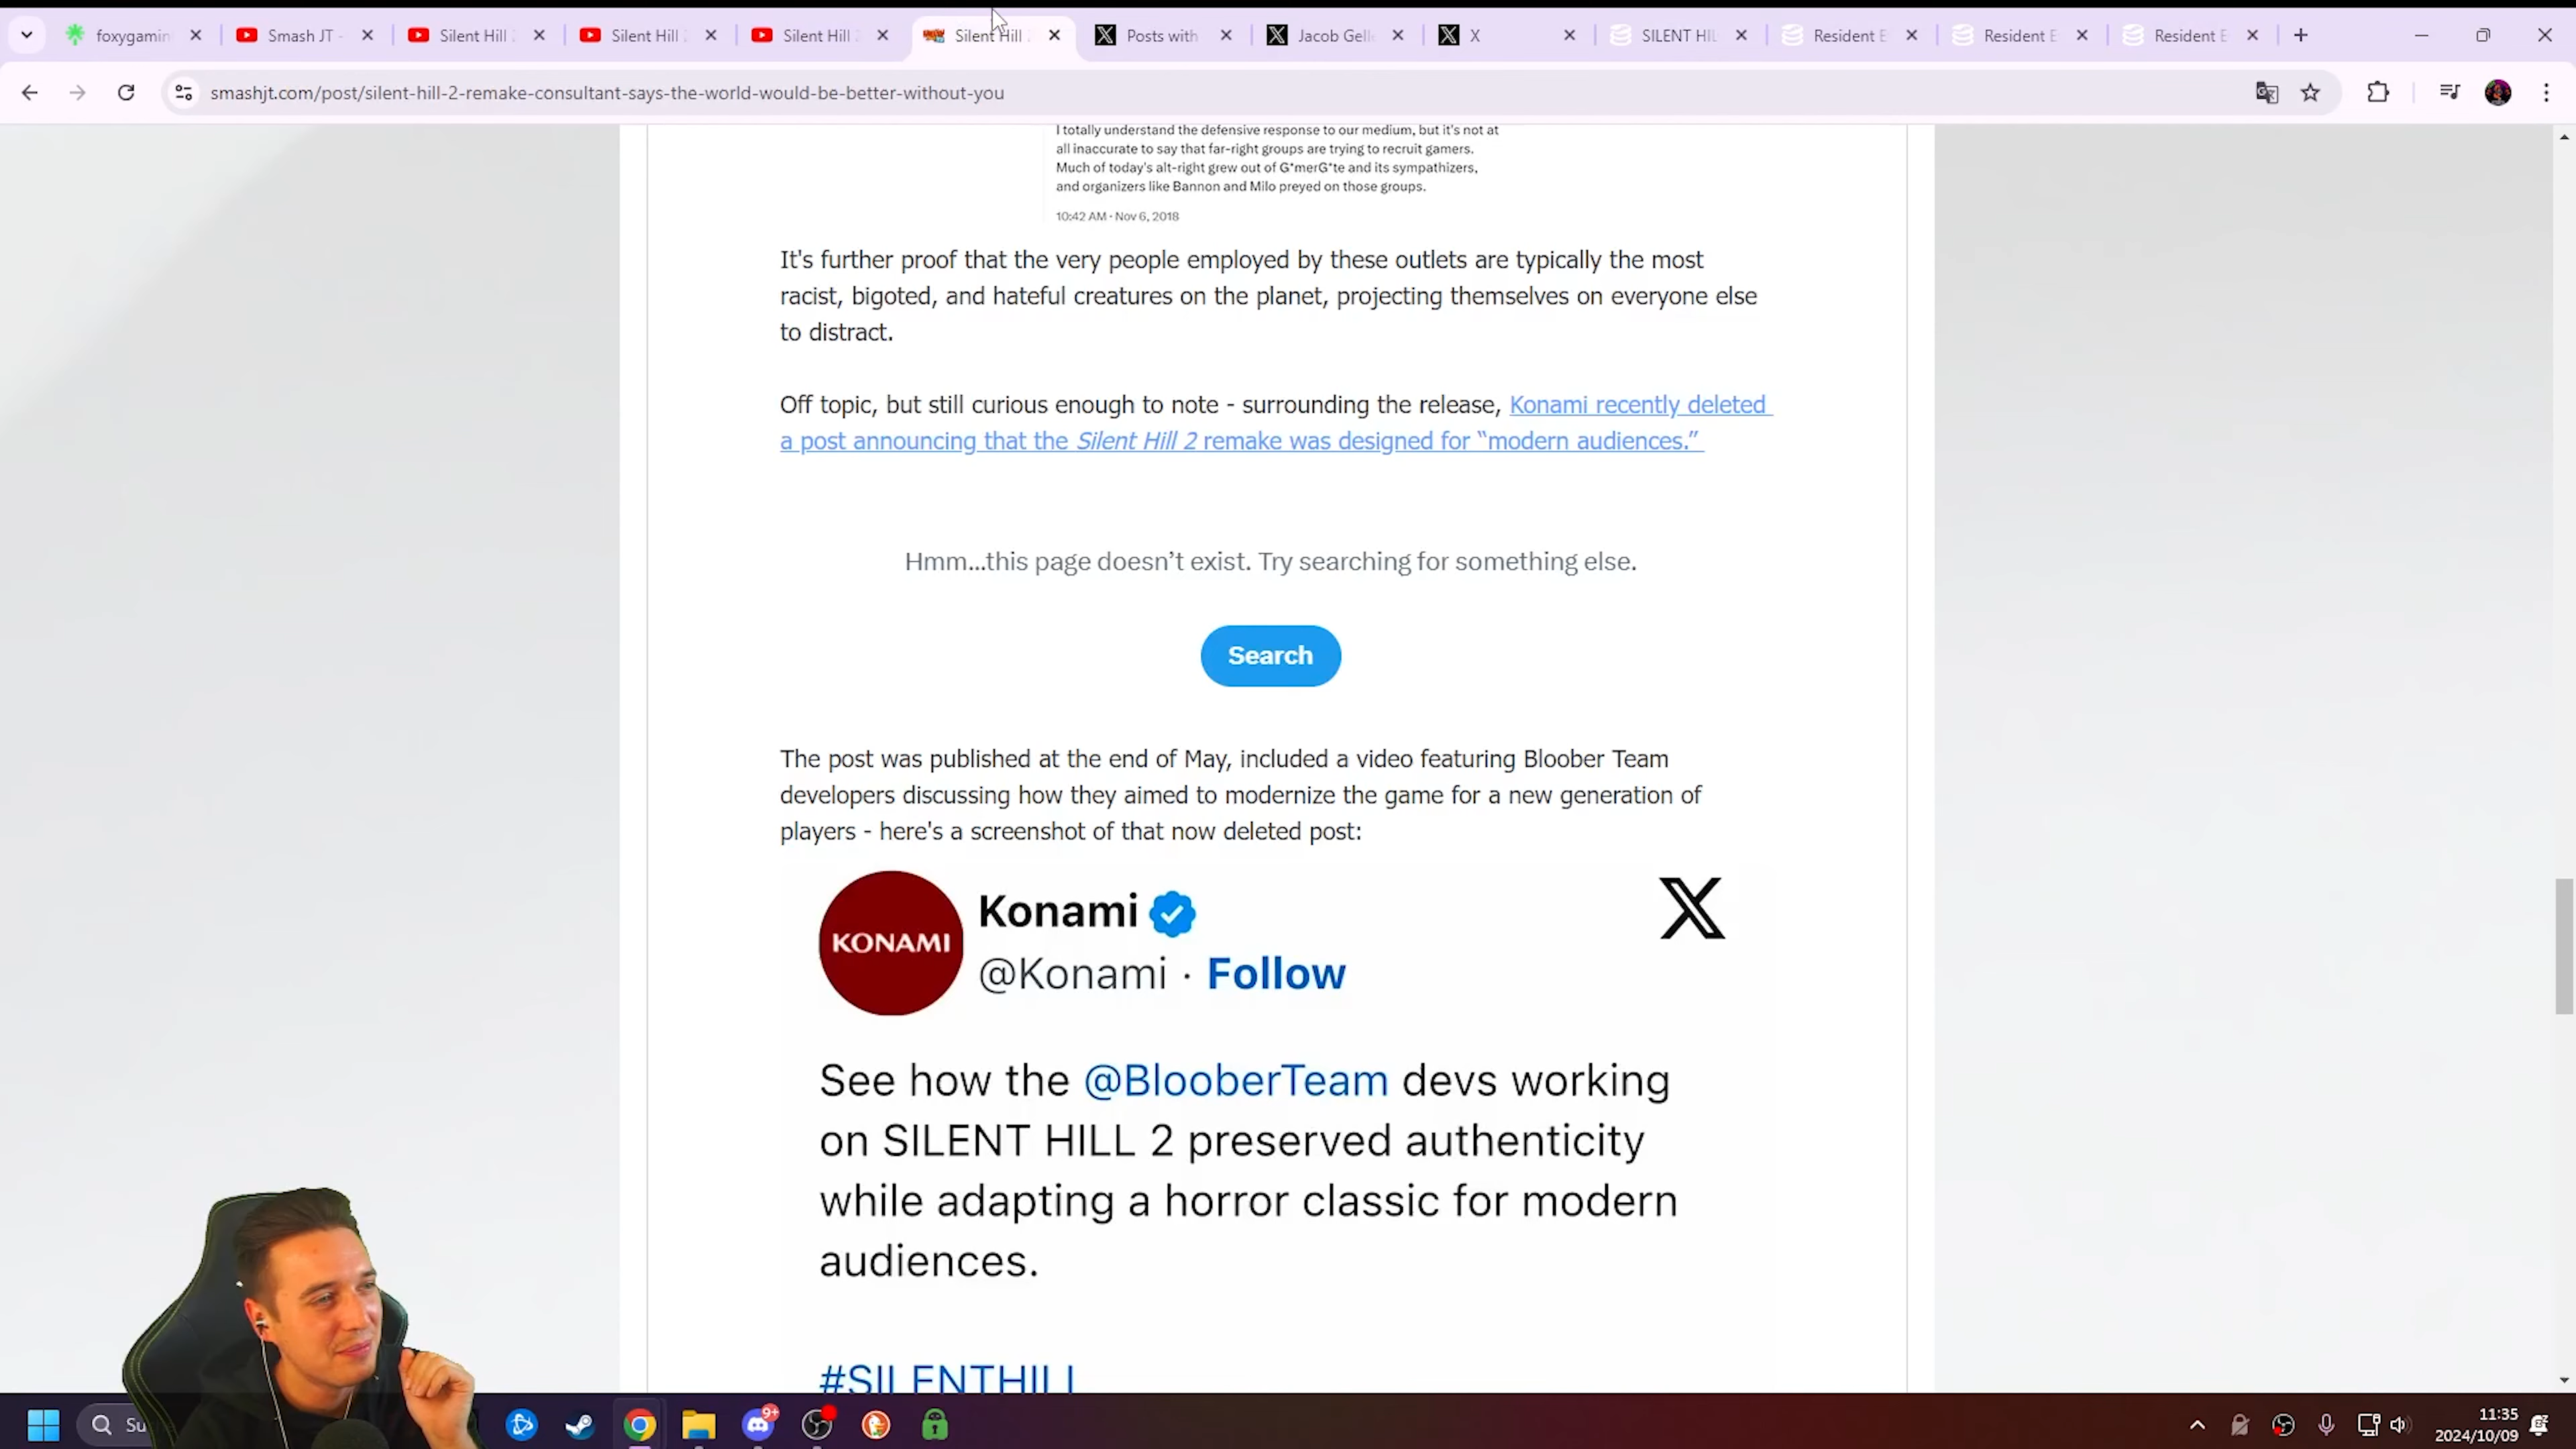 foxygamin
Smash JT -
Silent Hill 2
Silent Hill 2
Silent Hill 2
Silent Hill 2
Posts with
Jacob Gell
X
SILENT HIL
Resident E
Resident E
Resident E
smashjt.com/post/silent-hill-2-remake-consultant-says-the-world-would-be-better-without-you
I totally understand the defensive response to our medium, but it's not at
all inaccurate to say that far-right groups are trying to recruit gamers.
Much of today's alt-right grew out of G*merG*te and its sympathizers,
and organizers like Bannon and Milo preyed on those groups.
10:42 AM · Nov 6, 2018
It's further proof that the very people employed by these outlets are typically the most
racist, bigoted, and hateful creatures on the planet, projecting themselves on everyone else
to distract.
Off topic, but still curious enough to note - surrounding the release, Konami recently deleted
a post announcing that the Silent Hill 2 remake was designed for “modern audiences.”
Hmm...this page doesn’t exist. Try searching for something else.
Search
The post was published at the end of May, included a video featuring Bloober Team
developers discussing how they aimed to modernize the game for a new generation of
players - here's a screenshot of that now deleted post:
KONAMI
Konami
X
@Konami · Follow
See how the @BlooberTeam devs working
on SILENT HILL 2 preserved authenticity
while adapting a horror classic for modern
audiences.
#SILENTHILL
Su
9+
11:35
2024/10/09